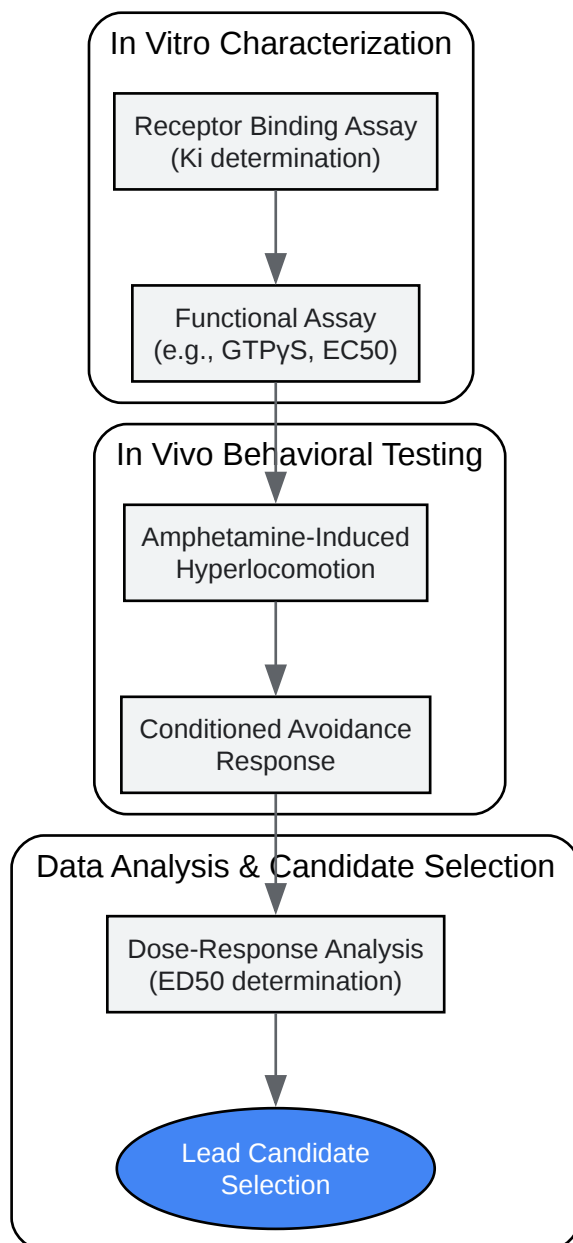 In Vitro Characterization
Receptor Binding Assay
(Ki determination)
Functional Assay
(e.g., GTPγS, EC50)
In Vivo Behavioral Testing
Amphetamine-Induced
Hyperlocomotion
Conditioned Avoidance
Response
Data Analysis & Candidate Selection
Dose-Response Analysis
(ED50 determination)
Lead Candidate
Selection